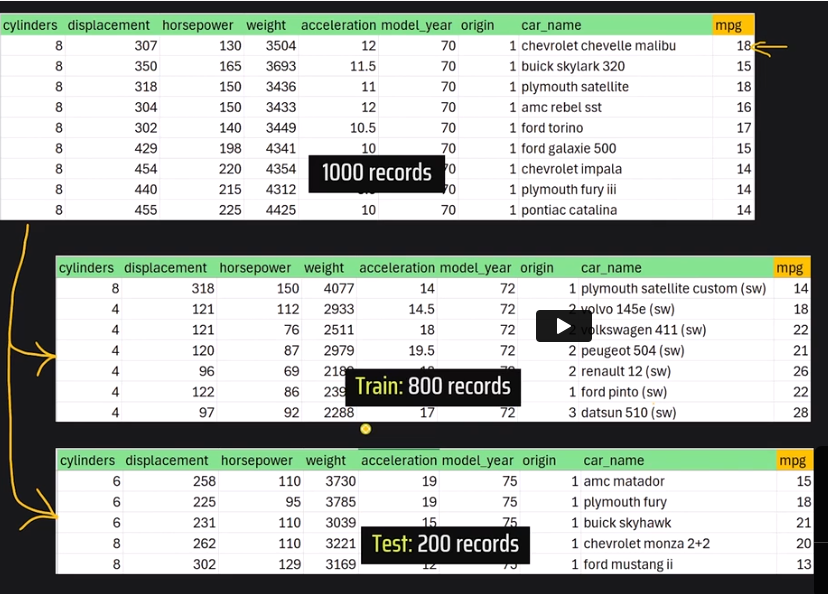 cylinders displacement horsepower weight acceleration model_year origin car_name mpg
8 307 130 3504 12 70 1 chevrolet chevelle malibu 18
8 350 165 3693 11.5 70 1 buick skylark 320 15
8 318 150 3436 11 70 1 plymouth satellite 18
8 304 150 3433 12 70 1 amc rebel sst 16
8 302 140 3449 10.5 70 1 ford torino 17
8 429 198 4341 10 70 1 ford galaxie 500 15
8 454 220 4354 70 1 chevrolet impala 14
1000 records
8 440 215 4312 70 1 plymouth fury iii 14
8 455 225 4425 10 70 1 pontiac catalina 14
cylinders displacement horsepower weight acceleration model_year origin car_name mpg
8 318 150 4077 14 72 1 plymouth satellite custom (sw) 14
4 121 112 2933 14.5 72 2 volvo 145e (sw) 18
4 121 76 2511 18 72 2 volkswagen 411 (sw) 22
4 120 87 2979 19.5 72 2 peugeot 504 (sw) 21
4 96 69 72 2 renault 12 (sw) 26
Train: 800 records
4 122 86 1 ford pinto (sw) 22
4 97 92 2288 17 72 3 datsun 510 (sw) 28
cylinders displacement horsepower weight acceleration model_year origin car_name mpg
6 258 110 3730 19 75 1 amc matador 15
6 225 95 3785 19 75 1 plymouth fury 18
6 231 110 3039 15 75 1 buick skyhawk 21
Test: 200 records
8 262 110 3221 1 chevrolet monza 2+2 20
8 302 129 3169 12 75 1 ford mustang ii 13